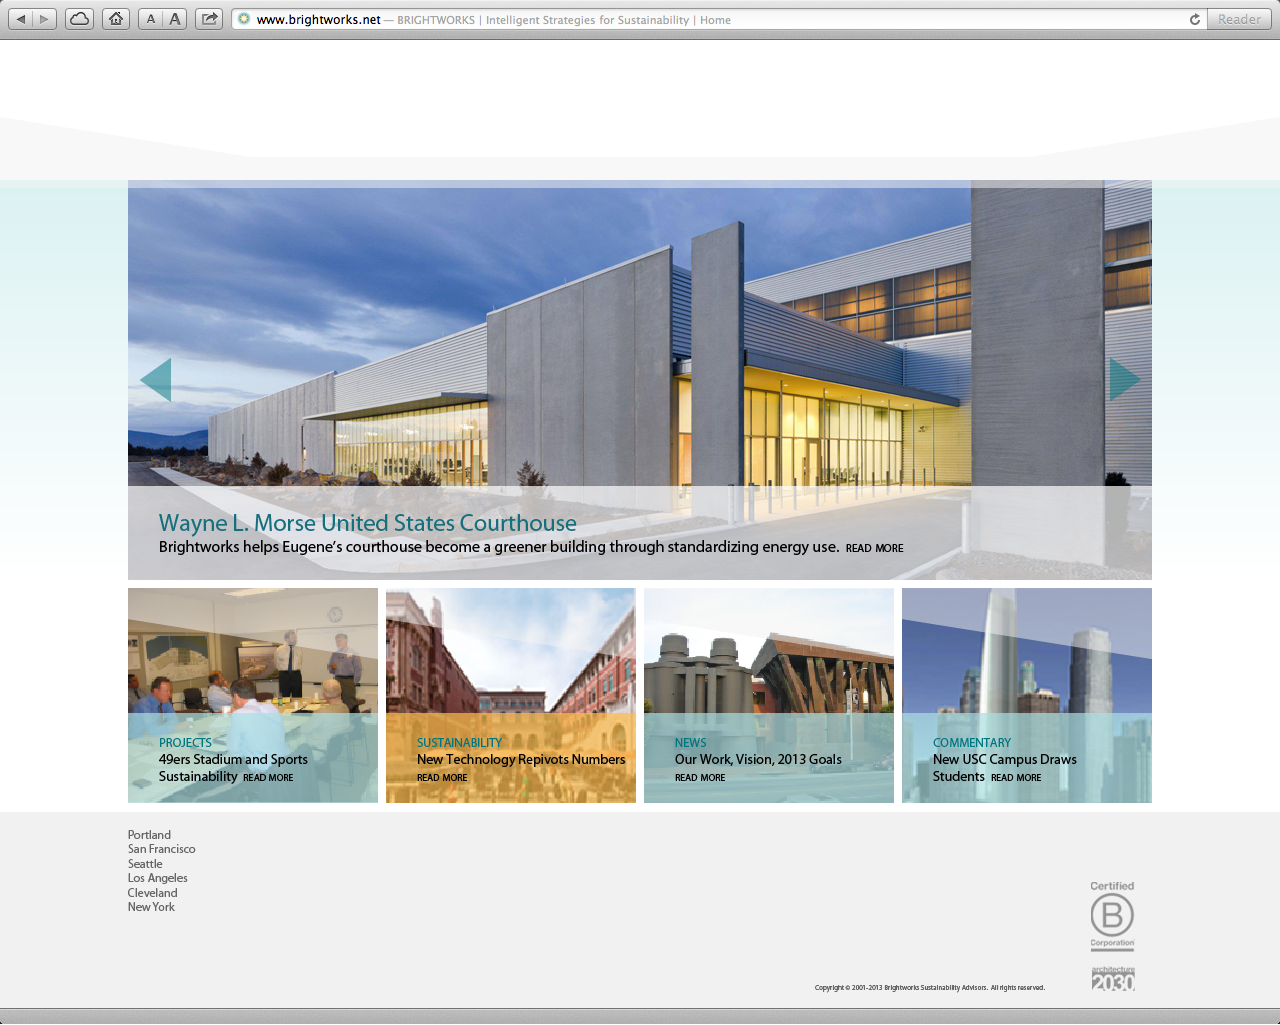 www.brightworks.net — BRIGHTWORKS | Intelligent Strategies for Sustainability | Home
Reader
A A
Wayne L. Morse United States Courthouse
Brightworks helps Eugene's courthouse become a greener building through standardizing energy use. READ MORE
PROJECTS
49ers Stadium and Sports
Sustainability READ MORE
SUSTAINABILITY
New Technology Repivots Numbers
READ MORE
NEWS
Our Work, Vision, 2013 Goals
READ MORE
COMMENTARY
New USC Campus Draws
Students READ MORE
Portland
San Francisco
Seattle
Los Angeles
Cleveland
New York
Certified
B
Corporation
architecture
2030
Copyright © 2001-2013 Brightworks Sustainability Advisors. All rights reserved.